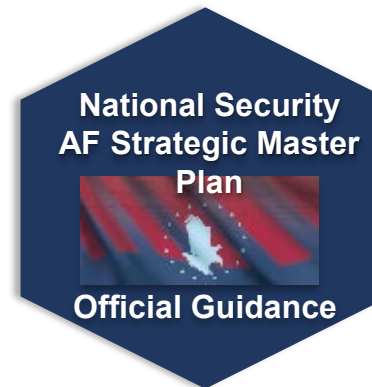 National Security
AF Strategic Master
Plan
Official Guidance